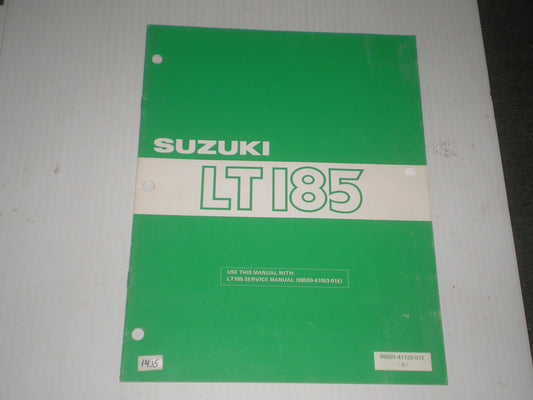 SUZUKI
LT185
USE THIS MANUAL WITH:
LT185 SERVICE MANUAL (99500-41053-01E)
1435
99501-41120-01E